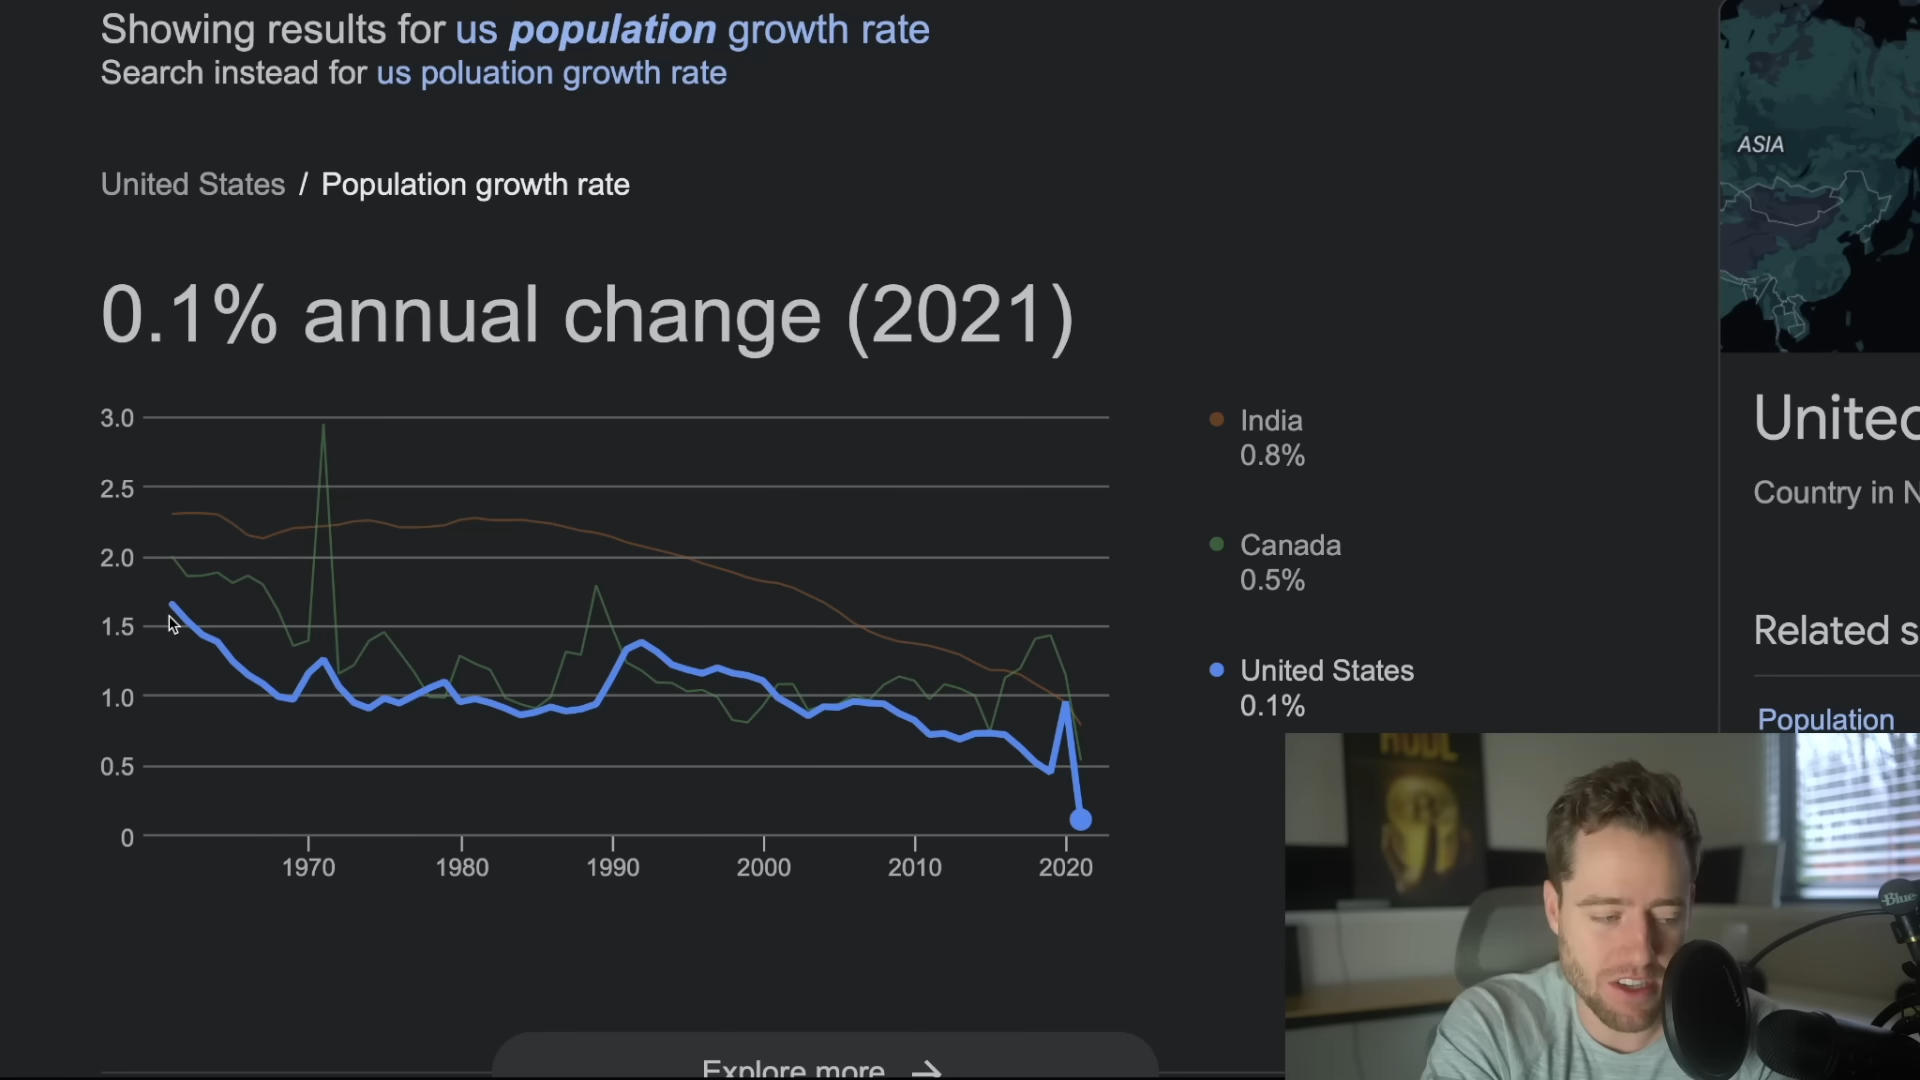 Showing results for us population growth rate
Search instead for us poluation growth rate
United States / Population growth rate
0.1% annual change (2021)
3.0
2.5
2.0
1.5
1.0
0.5
0
1970
1980
1990
2000
2010
2020
India
0.8%
Canada
0.5%
United States
0.1%
Explore more
ASIA
United
Country in N
Related s
Population
HODL
Blue